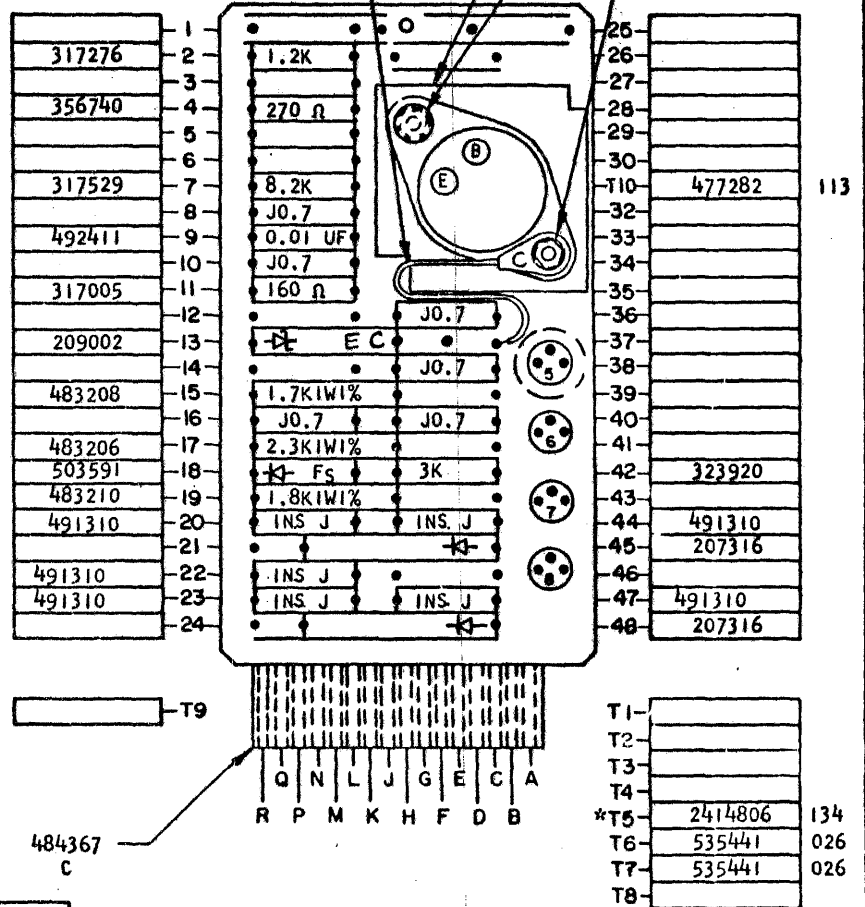 1 25
317276 2 1.2K 26
3 27
356740 4 270 Ω 28
5 29
6 B 30
317529 7 8.2K E T10 477282 113
8 J0.7 32
492411 9 0.01 UF 33
10 J0.7 C 34
317005 11 160 Ω 35
12 J0.7 36
209002 13 E C 37
14 J0.7 5 38
483208 15 1.7K1W1% 39
16 J0.7 J0.7 6 40
483206 17 2.3K1W1% 41
503591 18 FS 3K 42 323920
483210 19 1.8K1W1% 7 43
491310 20 INS J INS J 44 491310
21 45 207316
491310 22 INS J 8 46
491310 23 INS J INS J 47 491310
24 48 207316
T9 T1
T2
Q N L J G E C A T3
R P M K H F D B T4
*T5 2414806 134
484367 T6 535441 026
C T7 535441 026
T8